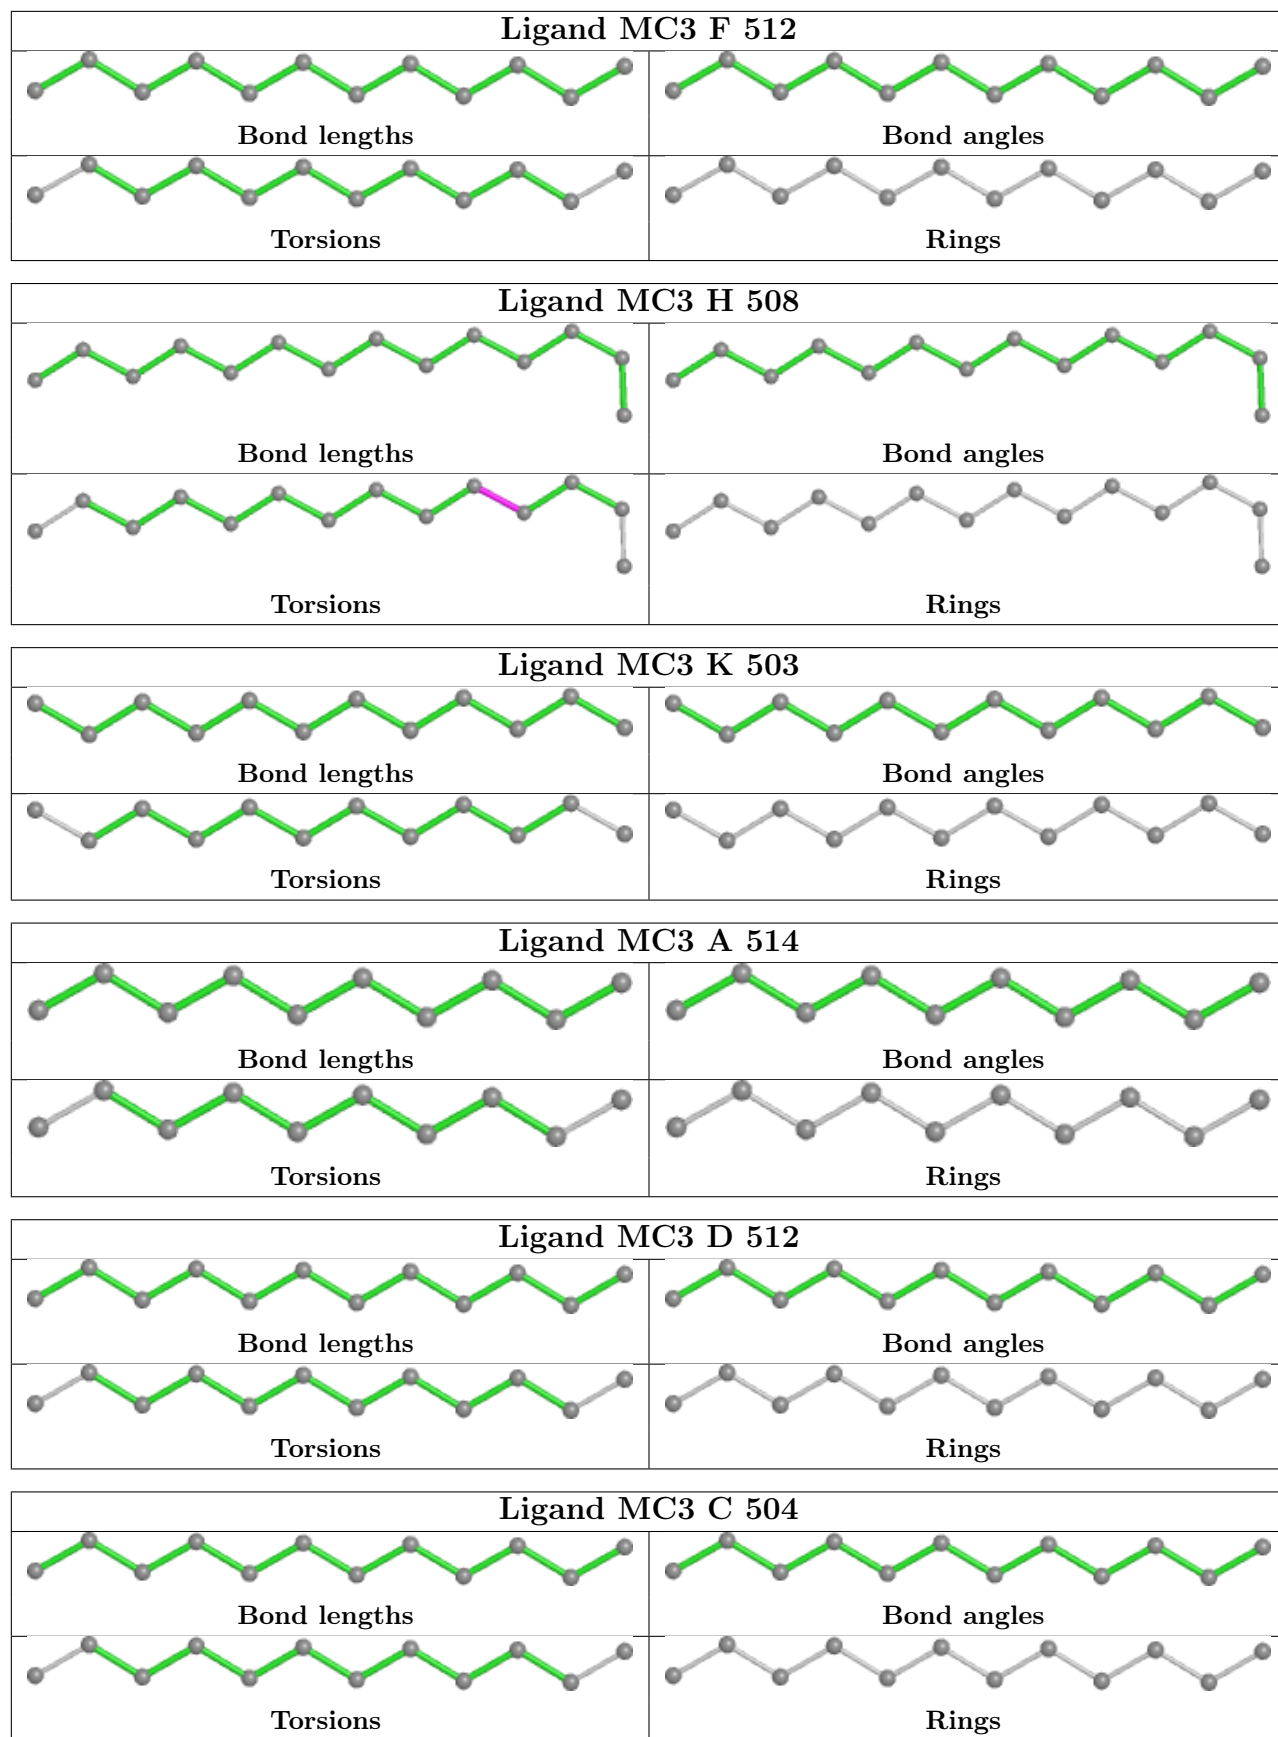 Ligand MC3 F 512
Bond lengths
Bond angles
Torsions
Rings
Ligand MC3 H 508
Bond lengths
Bond angles
Torsions
Rings
Ligand MC3 K 503
Bond lengths
Bond angles
Torsions
Rings
Ligand MC3 A 514
Bond lengths
Bond angles
Torsions
Rings
Ligand MC3 D 512
Bond lengths
Bond angles
Torsions
Rings
Ligand MC3 C 504
Bond lengths
Bond angles
Torsions
Rings